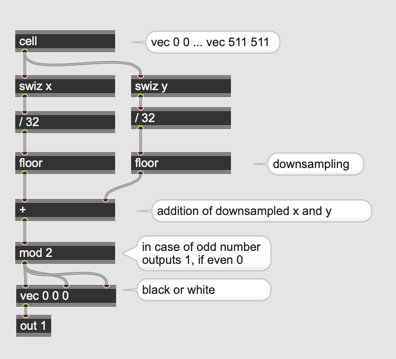 cell
vec 0 0 ... vec 511 511
swiz x
swiz y
/ 32
/ 32
floor
floor
downsampling
+
addition of downsampled x and y
mod 2
in case of odd number
outputs 1, if even 0
vec 0 0 0
black or white
out 1